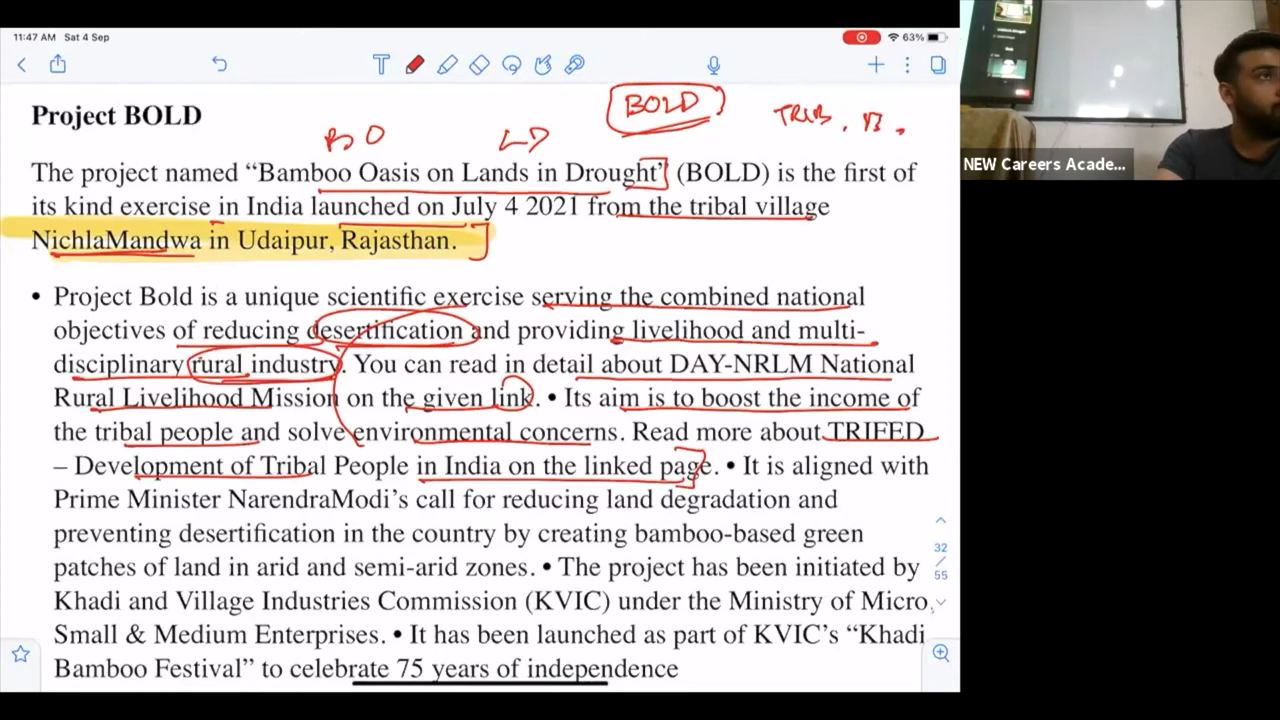 11:47 AM Sat 4 Sep
63%
Project BOLD
BOLD
TRIB. B.
B O
L D
The project named “Bamboo Oasis on Lands in Drought” (BOLD) is the first of
its kind exercise in India launched on July 4 2021 from the tribal village
NichlaMandwa in Udaipur, Rajasthan.
• Project Bold is a unique scientific exercise serving the combined national
objectives of reducing desertification and providing livelihood and multi-
disciplinary rural industry. You can read in detail about DAY-NRLM National
Rural Livelihood Mission on the given link. • Its aim is to boost the income of
the tribal people and solve environmental concerns. Read more about TRIFED
– Development of Tribal People in India on the linked page. • It is aligned with
Prime Minister NarendraModi’s call for reducing land degradation and
preventing desertification in the country by creating bamboo-based green
patches of land in arid and semi-arid zones. • The project has been initiated by
Khadi and Village Industries Commission (KVIC) under the Ministry of Micro,
Small & Medium Enterprises. • It has been launched as part of KVIC’s “Khadi
Bamboo Festival” to celebrate 75 years of independence
32
/
55
NEW Careers Acade...